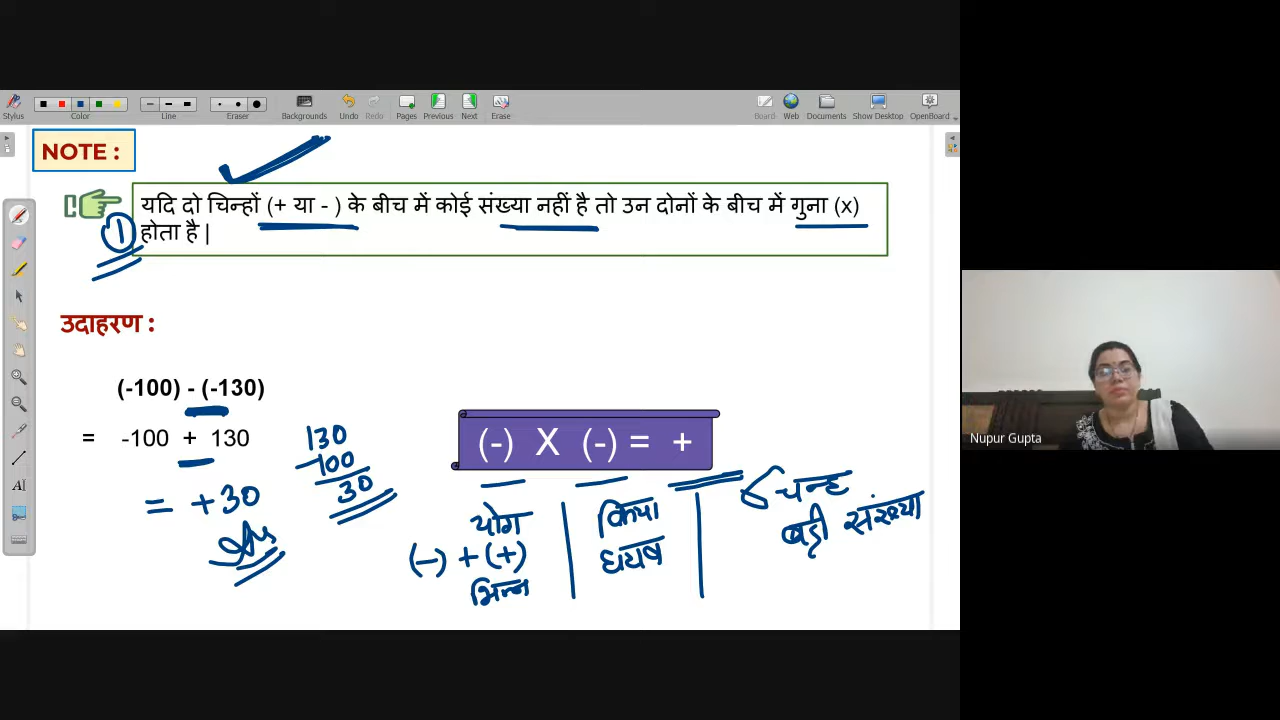 Stylus
Color
Line
Eraser
Backgrounds
Undo
Redo
Pages
Previous
Next
Erase
Board
Web
Documents
Show Desktop
OpenBoard
NOTE :
यदि दो चिन्हों (+ या - ) के बीच में कोई संख्या नहीं है तो उन दोनों के बीच में गुना (x)
होता है |
1
उदाहरण :
(-100) - (-130)
= -100 + 130
= +30
Ans
130
-100
30
(-) X (-) = +
योग
(-) + (+)
भिन्न
क्रिया
चिन्ह
बड़ी संख्या
Nupur Gupta